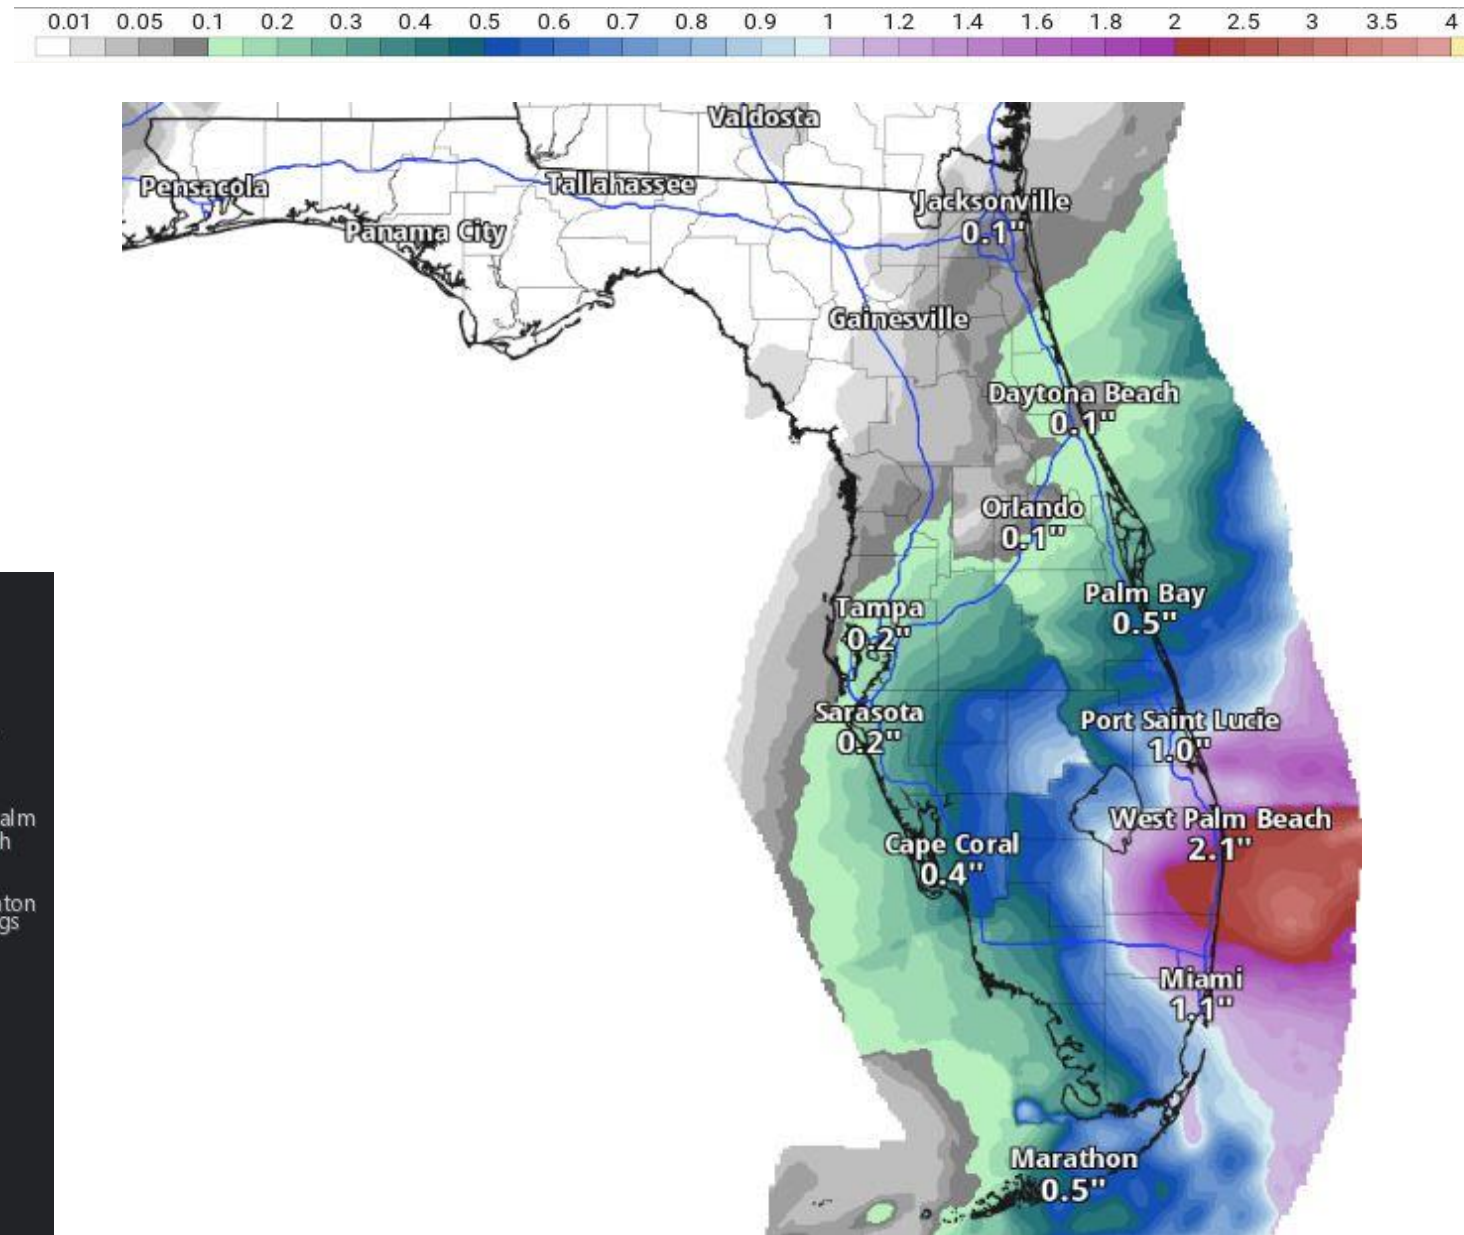 0.01 0.05 0.1 0.2 0.3 0.4 0.5 0.6 0.7 0.8 0.9 1 1.2 1.4 1.6 1.8 2 2.5 3 3.5 4
Valdosta
Pensacola
Tallahassee
Jacksonville
0.1"
Panama City
Gainesville
Daytona Beach
0.1"
Orlando
0.1"
Palm Bay
0.5"
Tampa
0.2"
Sarasota
0.2"
Port Saint Lucie
1.0"
West Palm Beach
2.1"
Cape Coral
0.4"
Miami
1.1"
Marathon
0.5"
alm
h
ton
gs